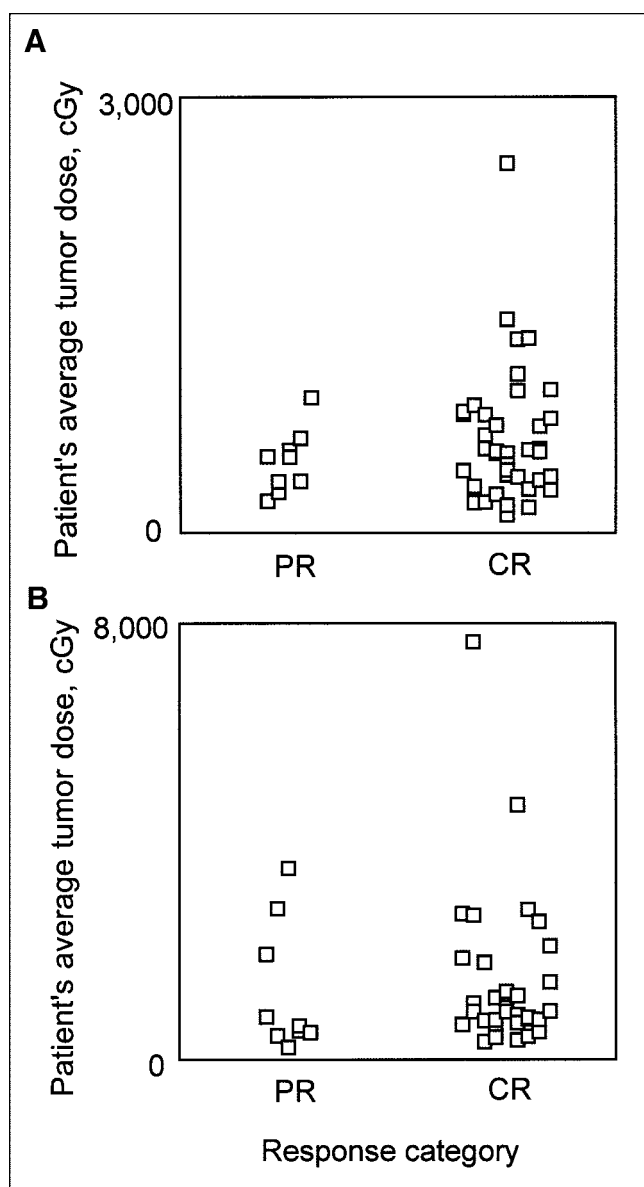 A
3,000
Patient's average tumor dose, cGy
0
PR CR
B
8,000
Patient's average tumor dose, cGy
0
PR CR
Response category